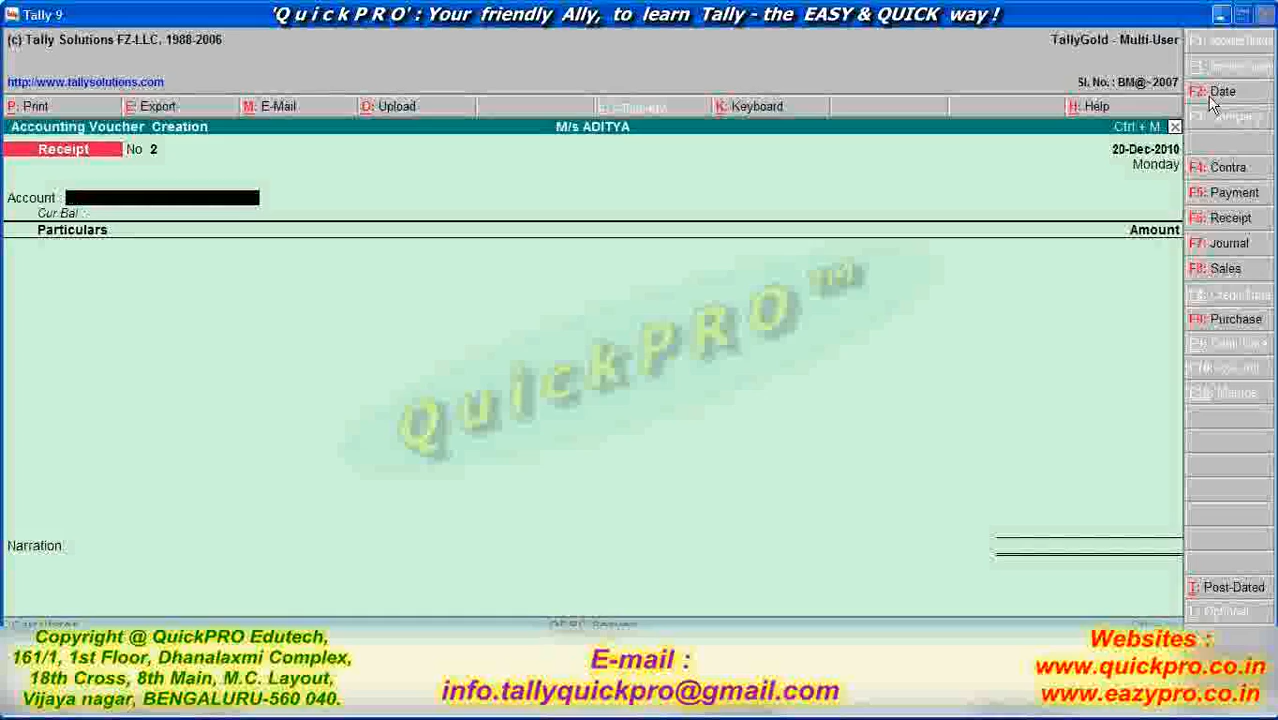 Tally 9
'Q u i c k P R O' : Your friendly Ally, to learn Tally - the EASY & QUICK way !
(c) Tally Solutions FZ-LLC, 1988-2006
TallyGold - Multi-User
http://www.tallysolutions.com
Sl. No. : BM@~2007
P: Print
E: Export
M: E-Mail
O: Upload
K: Keyboard
H: Help
Accounting Voucher Creation
M/s ADITYA
Ctrl + M
Receipt No 2
20-Dec-2010
Monday
Account :
Cur Bal :-
Particulars
Amount
QuickPRO
Narration:
F2: Date
F4: Contra
F5: Payment
F6: Receipt
F7: Journal
F8: Sales
F9: Purchase
T: Post-Dated
Copyright @ QuickPRO Edutech,
161/1, 1st Floor, Dhanalaxmi Complex,
18th Cross, 8th Main, M.C. Layout,
Vijaya nagar, BENGALURU-560 040.
E-mail :
info.tallyquickpro@gmail.com
Websites :
www.quickpro.co.in
www.eazypro.co.in